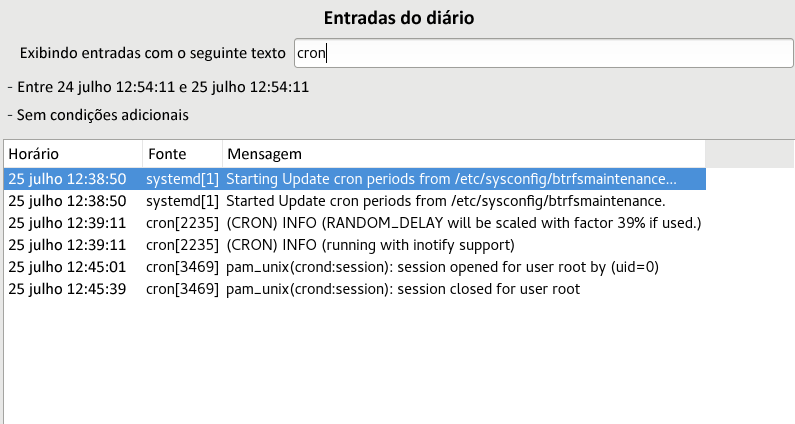 Entradas do diário
Exibindo entradas com o seguinte texto cron
- Entre 24 julho 12:54:11 e 25 julho 12:54:11
- Sem condições adicionais
Horário Fonte Mensagem
25 julho 12:38:50 systemd[1] Starting Update cron periods from /etc/sysconfig/btrfsmaintenance...
25 julho 12:38:50 systemd[1] Started Update cron periods from /etc/sysconfig/btrfsmaintenance.
25 julho 12:39:11 cron[2235] (CRON) INFO (RANDOM_DELAY will be scaled with factor 39% if used.)
25 julho 12:39:11 cron[2235] (CRON) INFO (running with inotify support)
25 julho 12:45:01 cron[3469] pam_unix(crond:session): session opened for user root by (uid=0)
25 julho 12:45:39 cron[3469] pam_unix(crond:session): session closed for user root